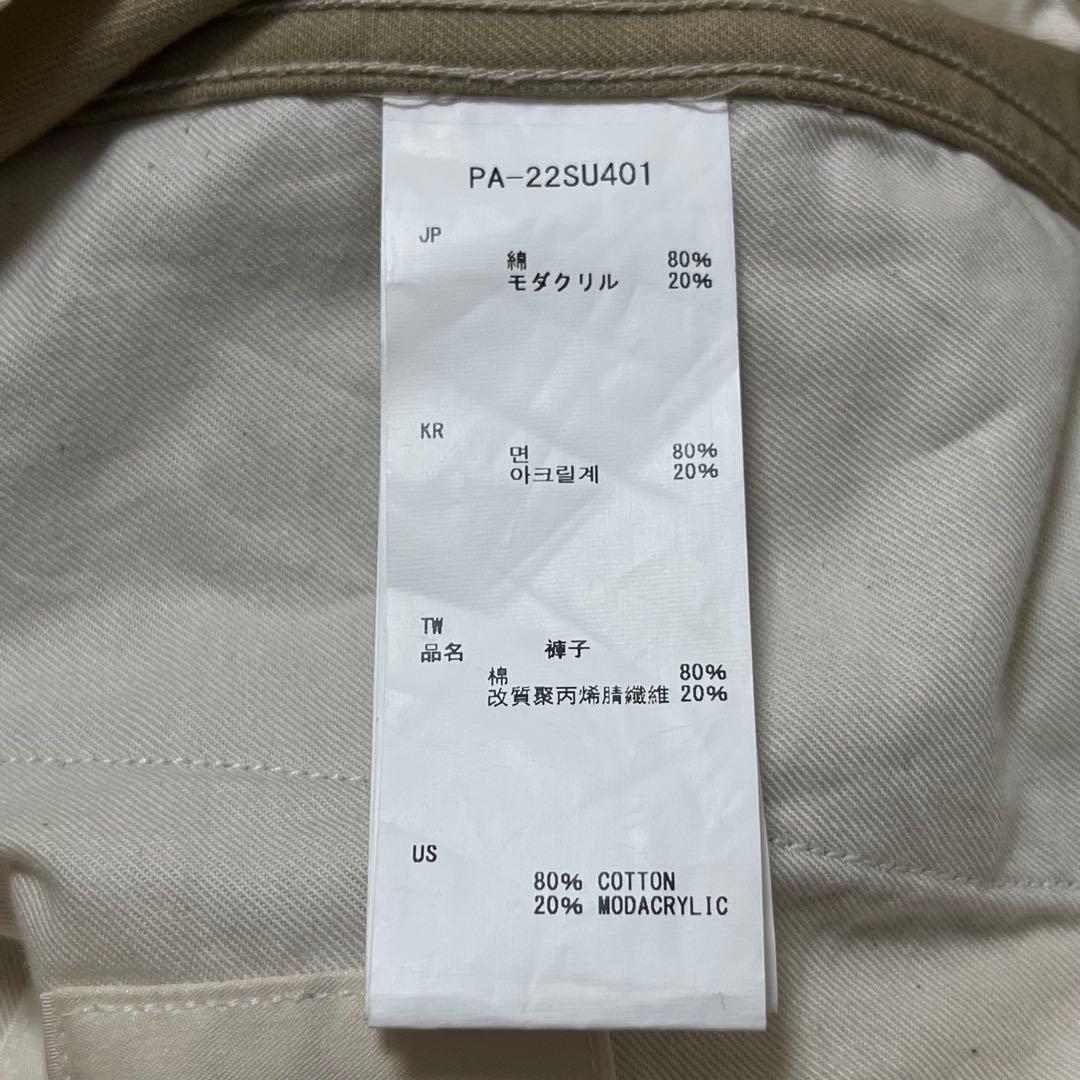 PA-22SU401
JP
綿 80%
モダクリル 20%
KR
면 80%
아크릴계 20%
TW
品名 褲子
棉 80%
改質聚丙烯腈纖維 20%
US
80% COTTON
20% MODACRYLIC